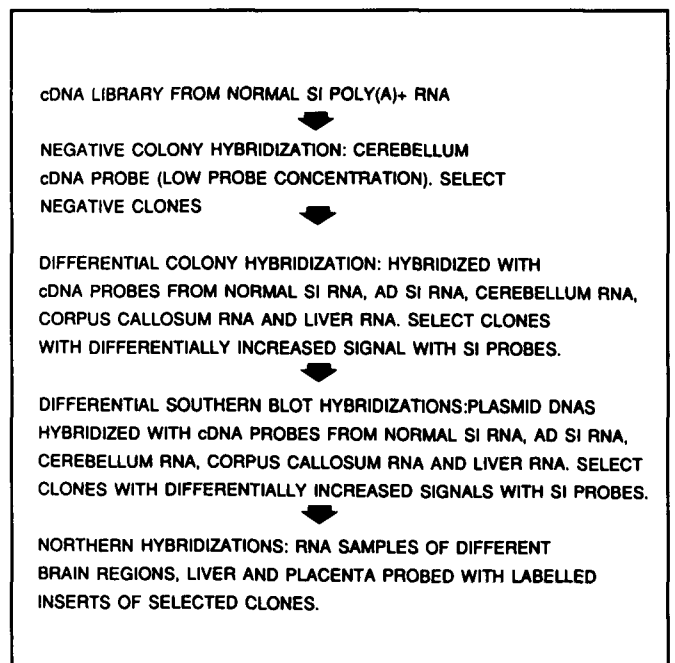 cDNA LIBRARY FROM NORMAL SI POLY(A)+ RNA
NEGATIVE COLONY HYBRIDIZATION: CEREBELLUM
cDNA PROBE (LOW PROBE CONCENTRATION). SELECT
NEGATIVE CLONES
DIFFERENTIAL COLONY HYBRIDIZATION: HYBRIDIZED WITH
cDNA PROBES FROM NORMAL SI RNA, AD SI RNA, CEREBELLUM RNA,
CORPUS CALLOSUM RNA AND LIVER RNA. SELECT CLONES
WITH DIFFERENTIALLY INCREASED SIGNAL WITH SI PROBES.
DIFFERENTIAL SOUTHERN BLOT HYBRIDIZATIONS:PLASMID DNAS
HYBRIDIZED WITH cDNA PROBES FROM NORMAL SI RNA, AD SI RNA,
CEREBELLUM RNA, CORPUS CALLOSUM RNA AND LIVER RNA. SELECT
CLONES WITH DIFFERENTIALLY INCREASED SIGNALS WITH SI PROBES.
NORTHERN HYBRIDIZATIONS: RNA SAMPLES OF DIFFERENT
BRAIN REGIONS, LIVER AND PLACENTA PROBED WITH LABELLED
INSERTS OF SELECTED CLONES.